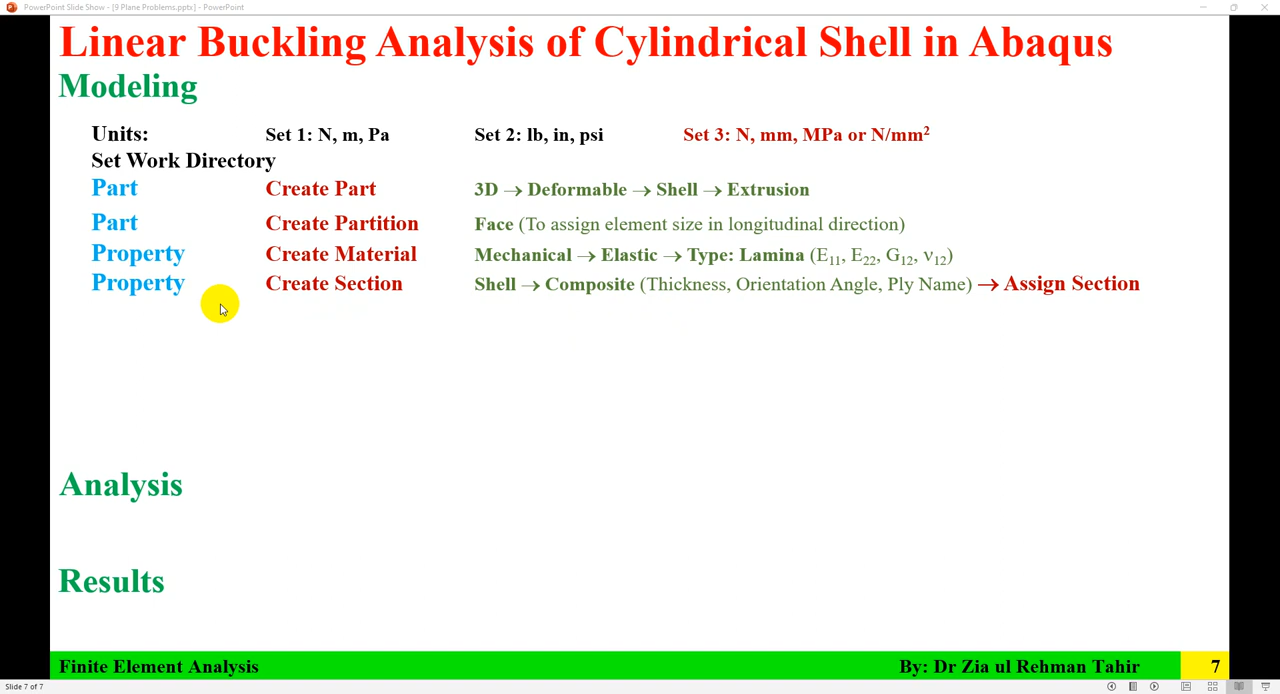 PowerPoint Slide Show - [9 Plane Problems.pptx] - PowerPoint
Linear Buckling Analysis of Cylindrical Shell in Abaqus
Modeling
Units: Set 1: N, m, Pa Set 2: lb, in, psi Set 3: N, mm, MPa or N/mm²
Set Work Directory
Part Create Part 3D → Deformable → Shell → Extrusion
Part Create Partition Face (To assign element size in longitudinal direction)
Property Create Material Mechanical → Elastic → Type: Lamina (E₁₁, E₂₂, G₁₂, ν₁₂)
Property Create Section Shell → Composite (Thickness, Orientation Angle, Ply Name) → Assign Section
Analysis
Results
Finite Element Analysis By: Dr Zia ul Rehman Tahir 7
Slide 7 of 7